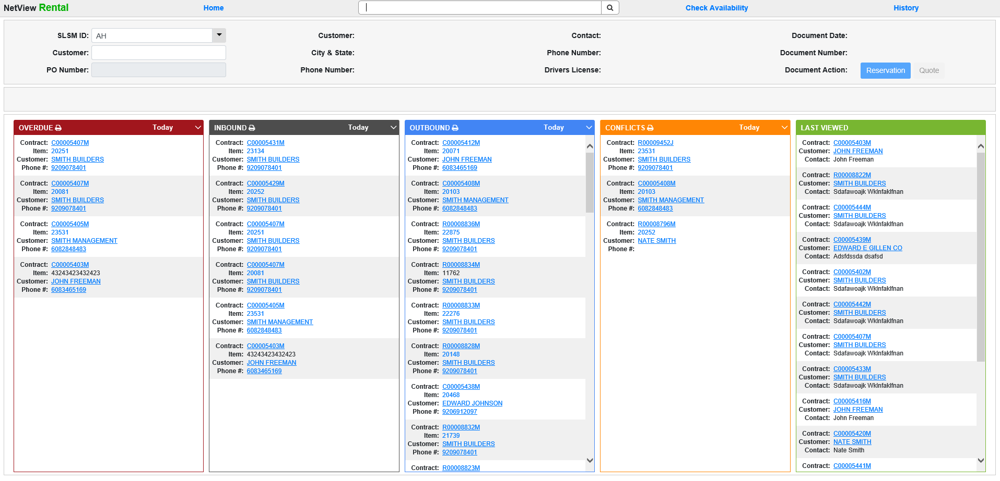 NetView Rental Home Check Availability History
SLSM ID: AH Customer: Contact: Document Date:
Customer: City & State: Phone Number: Document Number:
PO Number: Phone Number: Drivers License: Document Action: Reservation Quote
OVERDUE Today
Contract: C00005407M
Item: 20251
Customer: SMITH BUILDERS
Phone #: 9209078401
Contract: C00005407M
Item: 20081
Customer: SMITH BUILDERS
Phone #: 9209078401
Contract: C00005405M
Item: 23531
Customer: SMITH MANAGEMENT
Phone #: 6082848483
Contract: C00005403M
Item: 43243423432423
Customer: JOHN FREEMAN
Phone #: 6083465169
INBOUND Today
Contract: C00005431M
Item: 23134
Customer: SMITH BUILDERS
Phone #: 9209078401
Contract: C00005429M
Item: 20252
Customer: SMITH BUILDERS
Phone #: 9209078401
Contract: C00005407M
Item: 20251
Customer: SMITH BUILDERS
Phone #: 9209078401
Contract: C00005407M
Item: 20081
Customer: SMITH BUILDERS
Phone #: 9209078401
Contract: C00005405M
Item: 23531
Customer: SMITH MANAGEMENT
Phone #: 6082848483
Contract: C00005403M
Item: 43243423432423
Customer: JOHN FREEMAN
Phone #: 6083465169
OUTBOUND Today
Contract: C00005412M
Item: 20071
Customer: JOHN FREEMAN
Phone #: 6083465169
Contract: C00005408M
Item: 20103
Customer: SMITH MANAGEMENT
Phone #: 6082848483
Contract: R00008836M
Item: 22875
Customer: SMITH BUILDERS
Phone #: 9209078401
Contract: R00008834M
Item: 11762
Customer: SMITH BUILDERS
Phone #: 9209078401
Contract: R00008833M
Item: 22276
Customer: SMITH BUILDERS
Phone #: 9209078401
Contract: R00008828M
Item: 20148
Customer: SMITH BUILDERS
Phone #: 9209078401
Contract: C00005438M
Item: 20468
Customer: EDWARD JOHNSON
Phone #: 9206912097
Contract: R00008832M
Item: 21739
Customer: SMITH BUILDERS
Phone #: 9209078401
Contract: R00008823M
CONFLICTS Today
Contract: R00009452J
Item: 23531
Customer: SMITH BUILDERS
Phone #: 9209078401
Contract: C00005408M
Item: 20103
Customer: SMITH MANAGEMENT
Phone #: 6082848483
Contract: R00008796M
Item: 20252
Customer: NATE SMITH
Phone #:
LAST VIEWED
Contract: C00005403M
Customer: JOHN FREEMAN
Contact: John Freeman
Contract: R00008822M
Customer: SMITH BUILDERS
Contact: Sdafawoajk Wklnfaklfnan
Contract: C00005444M
Customer: SMITH BUILDERS
Contact: Sdafawoajk Wklnfaklfnan
Contract: C00005439M
Customer: EDWARD E GILLEN CO
Contact: Adsfdssda dsafsd
Contract: C00005402M
Customer: SMITH BUILDERS
Contact: Sdafawoajk Wklnfaklfnan
Contract: C00005442M
Customer: SMITH BUILDERS
Contact: Sdafawoajk Wklnfaklfnan
Contract: C00005407M
Customer: SMITH BUILDERS
Contact: Sdafawoajk Wklnfaklfnan
Contract: C00005433M
Customer: SMITH BUILDERS
Contact: Sdafawoajk Wklnfaklfnan
Contract: C00005416M
Customer: JOHN FREEMAN
Contact: John Freeman
Contract: C00005420M
Customer: NATE SMITH
Contact: Nate Smith
Contract: C00005441M